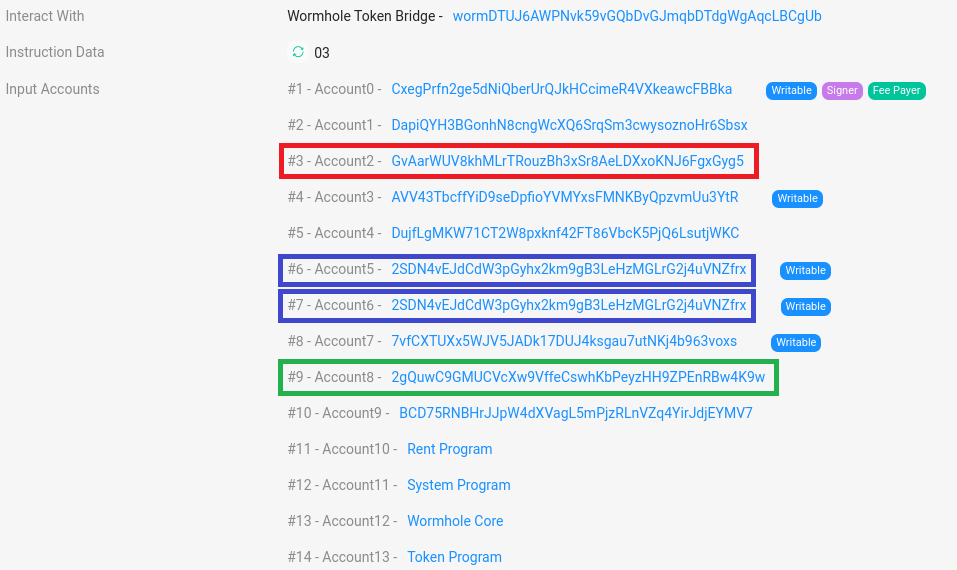 Interact With Wormhole Token Bridge - wormDTUJ6AWPNvk59vGQbDvGJmqbDTdgWgAqcLBCgUb
Instruction Data 03
Input Accounts #1 - Account0 - CxegPrfn2ge5dNiQberUrQJkHCcimeR4VXkeawcFBBka Writable Signer Fee Payer
#2 - Account1 - DapiQYH3BGonhN8cngWcXQ6SrqSm3cwysoznoHr6Sbsx
#3 - Account2 - GvAarWUV8khMLrTRouzBh3xSr8AeLDXxoKNJ6FgxGyg5
#4 - Account3 - AVV43TbcffYiD9seDpfioYVMYxsFMNKByQpzvmUu3YtR Writable
#5 - Account4 - DujfLgMKW71CT2W8pxknf42FT86VbcK5PjQ6LsutjWKC
#6 - Account5 - 2SDN4vEJdCdW3pGyhx2km9gB3LeHzMGLrG2j4uVNZfrx Writable
#7 - Account6 - 2SDN4vEJdCdW3pGyhx2km9gB3LeHzMGLrG2j4uVNZfrx Writable
#8 - Account7 - 7vfCXTUXx5WJV5JADk17DUJ4ksgau7utNKj4b963voxs Writable
#9 - Account8 - 2gQuwC9GMUCVcXw9VffeCswhKbPeyzHH9ZPEnRBw4K9w
#10 - Account9 - BCD75RNBHrJJpW4dXVagL5mPjzRLnVZq4YirJdjEYMV7
#11 - Account10 - Rent Program
#12 - Account11 - System Program
#13 - Account12 - Wormhole Core
#14 - Account13 - Token Program